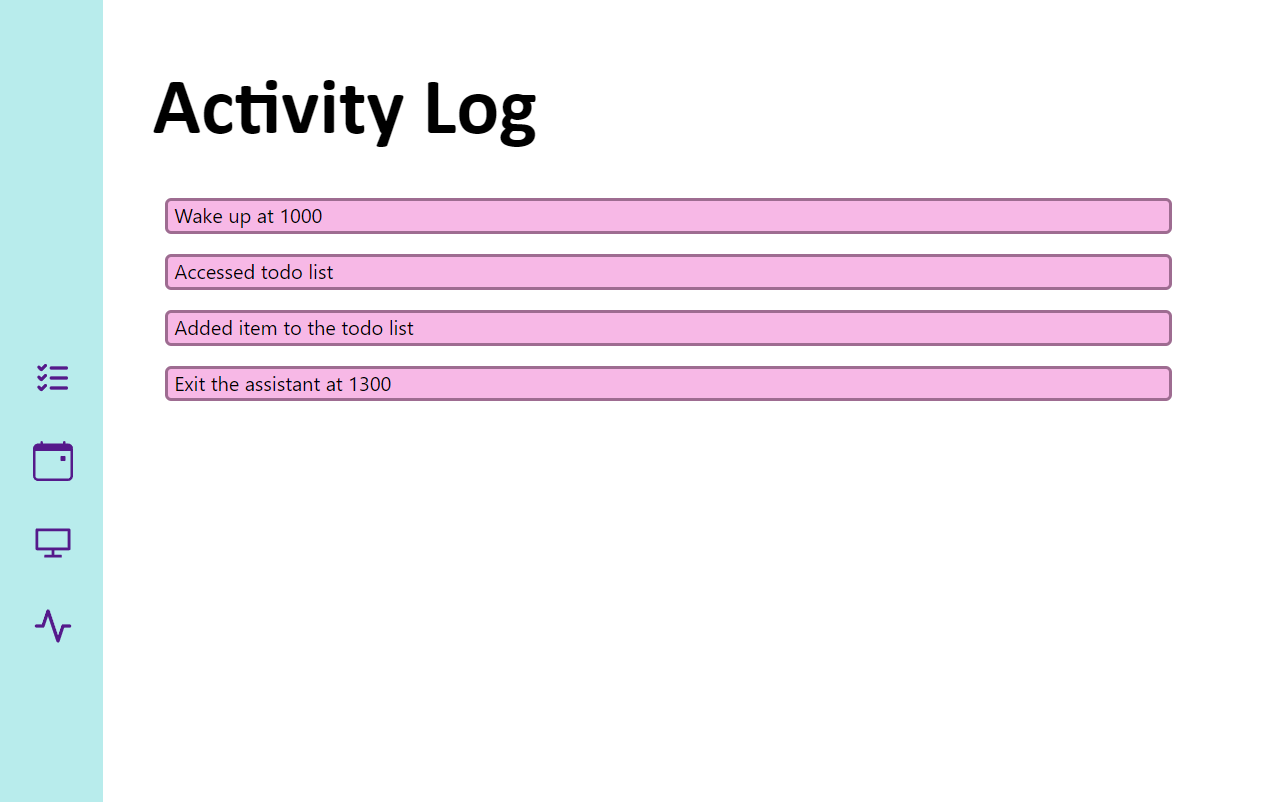 Activity Log
Wake up at 1000
Accessed todo list
Added item to the todo list
Exit the assistant at 1300